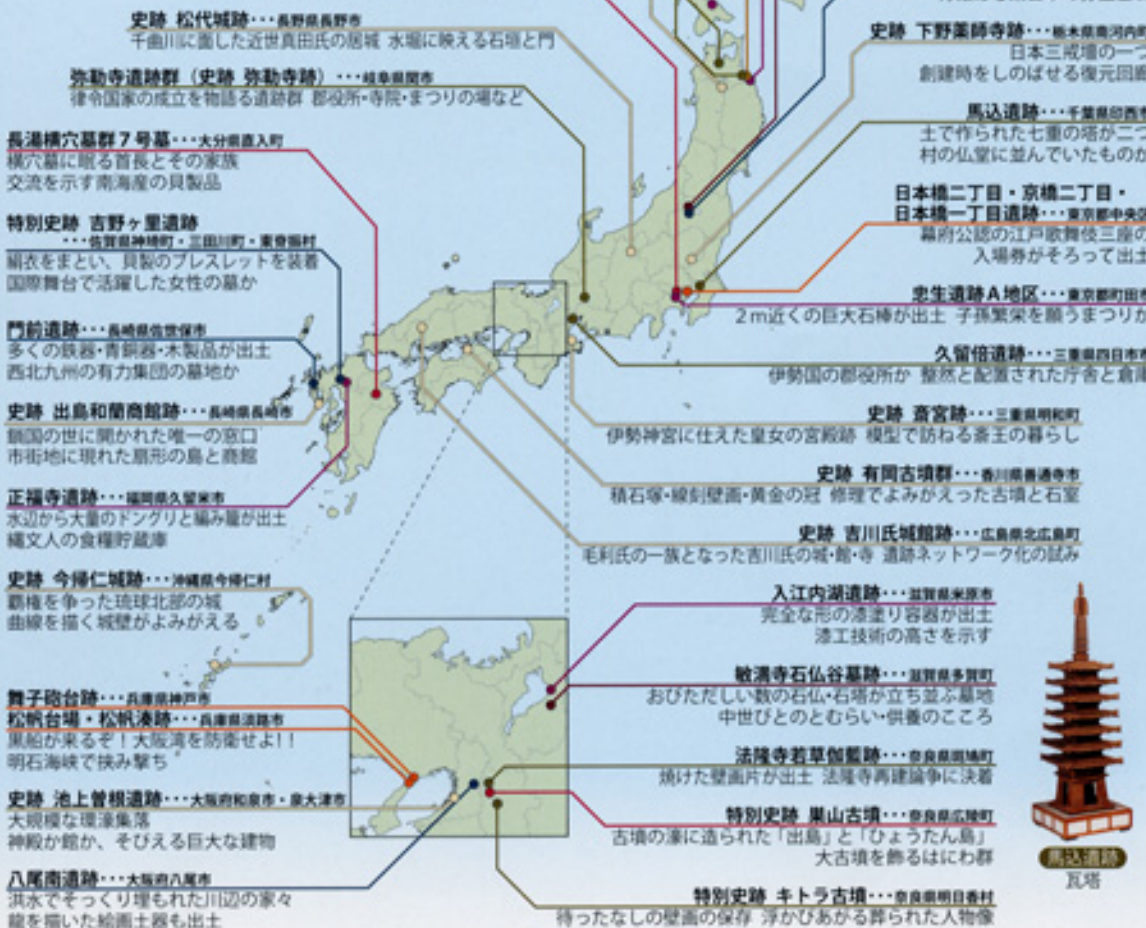 史跡 松代城跡･･･長野県長野市
千曲川に面した近世真田氏の居城 水堀に映える石垣と門
弥勒寺遺跡群（史跡 弥勒寺跡）･･･岐阜県関市
律令国家の成立を物語る遺跡群 郡役所･寺院･まつりの場など
長湯横穴墓群７号墓･･･大分県直入町
横穴墓に眠る首長とその家族
交流を示す南海産の貝製品
特別史跡 吉野ヶ里遺跡
･･･佐賀県神埼町・三田川町・東脊振村
絹衣をまとい、貝製のブレスレットを装着
国際舞台で活躍した女性の墓か
門前遺跡･･･長崎県佐世保市
多くの鉄器･青銅器･木製品が出土
西北九州の有力集団の墓地か
史跡 出島和蘭商館跡･･･長崎県長崎市
鎖国の世に開かれた唯一の窓口
市街地に現れた扇形の島と商館
正福寺遺跡･･･福岡県久留米市
水辺から大量のドングリと編み籠が出土
縄文人の食糧貯蔵庫
史跡 今帰仁城跡･･･沖縄県今帰仁村
覇権を争った琉球北部の城
曲線を描く城壁がよみがえる
舞子砲台跡･･･兵庫県神戸市
松帆台場・松帆湊跡･･･兵庫県淡路市
黒船が来るぞ！大阪湾を防衛せよ！！
明石海峡で挟み撃ち
史跡 池上曽根遺跡･･･大阪府和泉市・泉大津市
大規模な環濠集落
神殿か館か、そびえる巨大な建物
八尾南遺跡･･･大阪府八尾市
洪水でそっくり埋もれた川辺の家々
龍を描いた絵画土器も出土
史跡 下野薬師寺跡･･･栃木県南河内町
日本三戒壇の一つ
創建時をしのばせる復元回廊
馬込遺跡･･･千葉県印西市
土で作られた七重の塔が二つ
村の仏堂に並んでいたものか
日本橋二丁目・京橋二丁目・
日本橋一丁目遺跡･･･東京都中央区
幕府公認の江戸歌舞伎三座の
入場券がそろって出土
忠生遺跡Ａ地区･･･東京都町田
２ｍ近くの巨大石棒が出土 子孫繁栄を願うまつりか
久留倍遺跡･･･三重県四日市市
伊勢国の郡役所か 整然と配置された庁舎と倉庫
史跡 斎宮跡･･･三重県明和町
伊勢神宮に仕えた皇女の宮殿跡 模型で訪ねる斎王の暮らし
史跡 有岡古墳群･･･香川県善通寺市
積石塚･線刻壁画･黄金の冠 修理でよみがえった古墳と石室
史跡 吉川氏城館跡･･･広島県北広島町
毛利氏の一族となった吉川氏の城･館･寺 遺跡ネットワーク化の試み
入江内湖遺跡･･･滋賀県米原市
完全な形の漆塗り容器が出土
漆工技術の高さを示す
敏満寺石仏谷墓跡･･･滋賀県多賀町
おびただしい数の石仏･石塔が立ち並ぶ墓地
中世びとのとむらい･供養のこころ
法隆寺若草伽藍跡･･･奈良県斑鳩町
焼けた壁画片が出土 法隆寺再建論争に決着
特別史跡 巣山古墳･･･奈良県広陵町
古墳の濠に造られた「出島」と「ひょうたん島」
大古墳を飾るはにわ群
特別史跡 キトラ古墳･･･奈良県明日香村
待ったなしの壁画の保存 浮かびあがる葬られた人物像
馬込遺跡
瓦塔